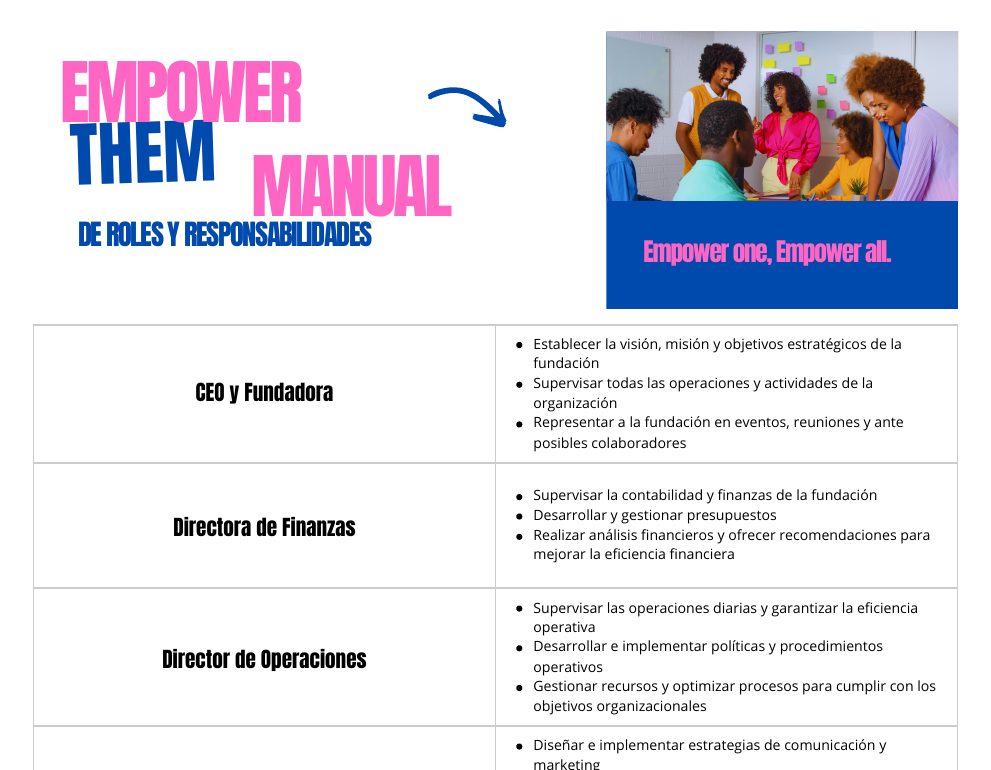 EMPOWER
THEM
MANUAL
DE ROLES Y RESPONSABILIDADES
Empower one, Empower all.
CEO y Fundadora
● Establecer la visión, misión y objetivos estratégicos de la
fundación
● Supervisar todas las operaciones y actividades de la
organización
● Representar a la fundación en eventos, reuniones y ante
posibles colaboradores
Directora de Finanzas
● Supervisar la contabilidad y finanzas de la fundación
● Desarrollar y gestionar presupuestos
● Realizar análisis financieros y ofrecer recomendaciones para
mejorar la eficiencia financiera
Director de Operaciones
● Supervisar las operaciones diarias y garantizar la eficiencia
operativa
● Desarrollar e implementar políticas y procedimientos
operativos
● Gestionar recursos y optimizar procesos para cumplir con los
objetivos organizacionales
● Diseñar e implementar estrategias de comunicación y
marketing